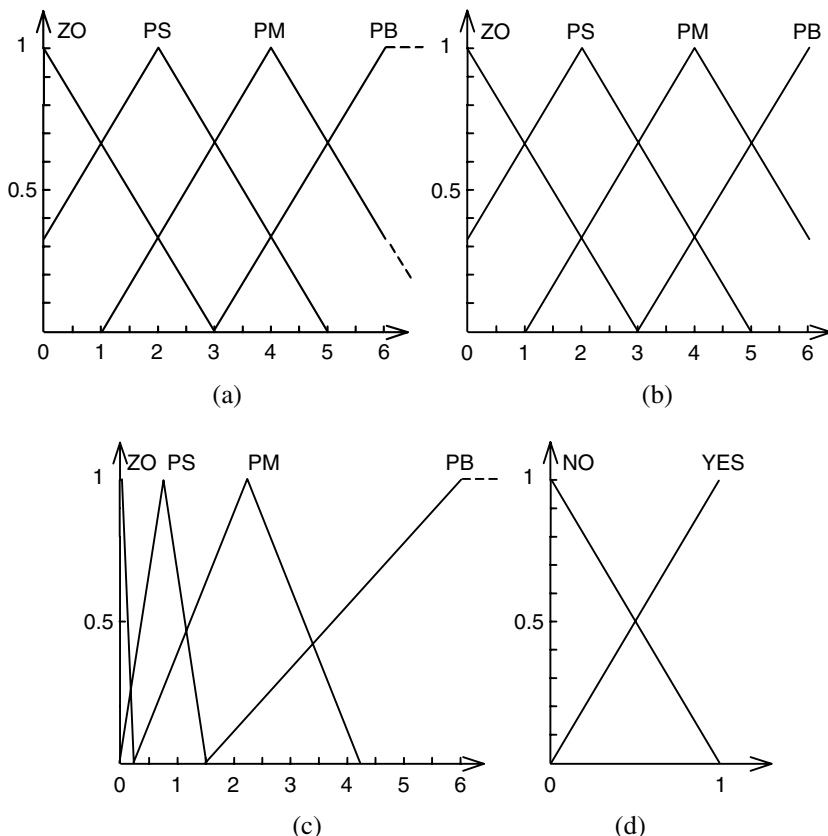 1 ZO PS PM PB
0.5
0 1 2 3 4 5 6
(a)
1 ZO PS PM PB
0.5
0 1 2 3 4 5 6
(b)
1 ZO PS PM PB
0.5
0 1 2 3 4 5 6
(c)
1 NO YES
0.5
0 1
(d)